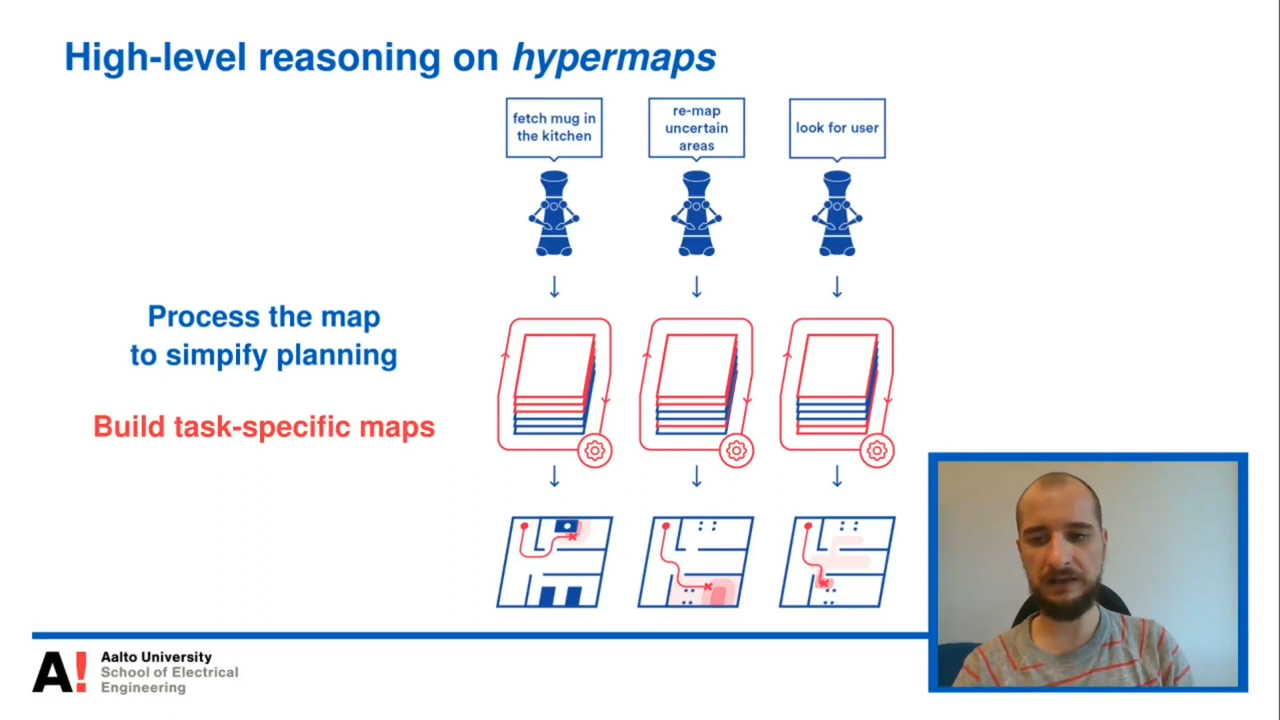 High-level reasoning on hypermaps
fetch mug in
the kitchen
re-map
uncertain
areas
look for user
Process the map
to simpify planning
Build task-specific maps
A!
Aalto University
School of Electrical
Engineering